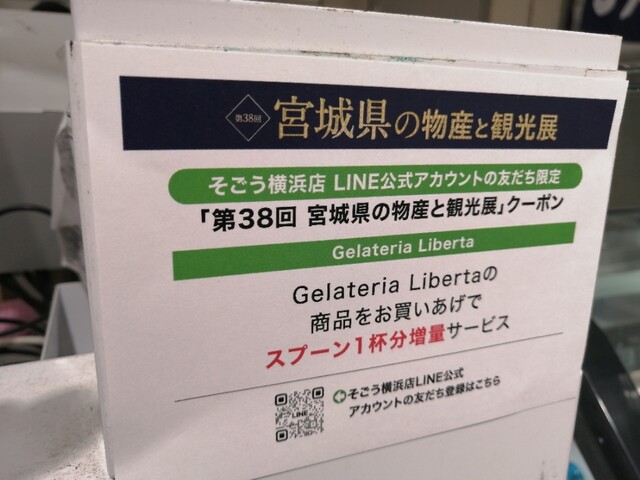 第38回 宮城県の物産と観光展
そごう横浜店 LINE公式アカウントの友だち限定
「第38回 宮城県の物産と観光展」クーポン
Gelateria Liberta
Gelateria Libertaの
商品をお買いあげで
スプーン1杯分増量サービス
そごう横浜店LINE公式
アカウントの友だち登録はこちら
LINE